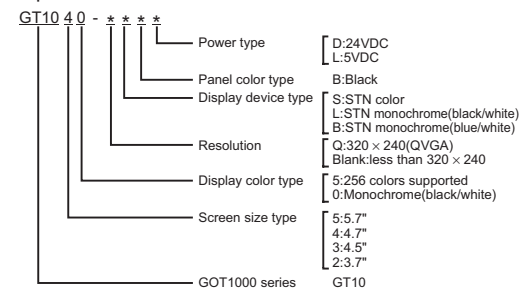 GT10 4 0 - * * * *
Power type D:24VDC
L:5VDC
Panel color type B:Black
Display device type S:STN color
L:STN monochrome(black/white)
B:STN monochrome(blue/white)
Resolution Q:320 × 240(QVGA)
Blank:less than 320 × 240
Display color type 5:256 colors supported
0:Monochrome(black/white)
Screen size type 5:5.7"
4:4.7"
3:4.5"
2:3.7"
GOT1000 series GT10